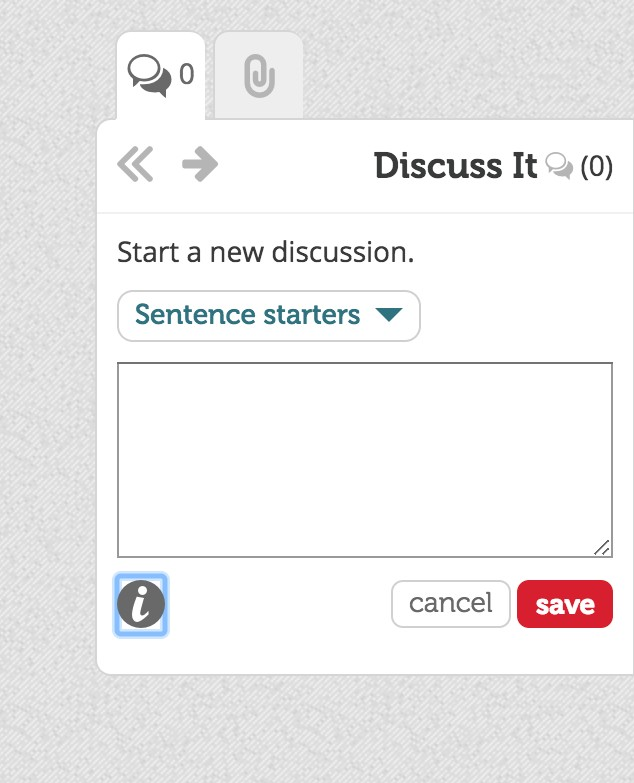 0
Discuss It (0)
Start a new discussion.
Sentence starters
i
cancel save